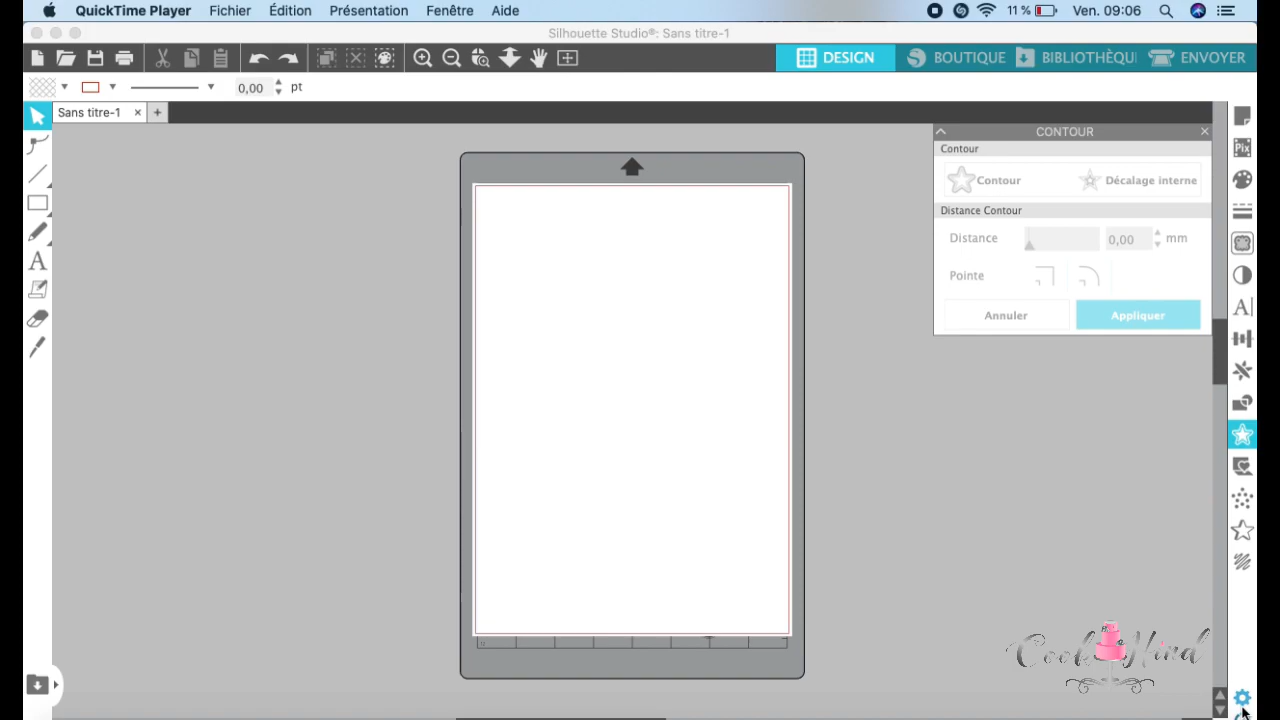 QuickTime Player Fichier Édition Présentation Fenêtre Aide 11 % Ven. 09:06
Silhouette Studio®: Sans titre-1
DESIGN BOUTIQUE BIBLIOTHÈQU ENVOYER
0,00 pt
Sans titre-1 × +
CONTOUR
Contour
Contour Décalage interne
Distance Contour
Distance 0,00 mm
Pointe
Annuler Appliquer
Pix
A
A